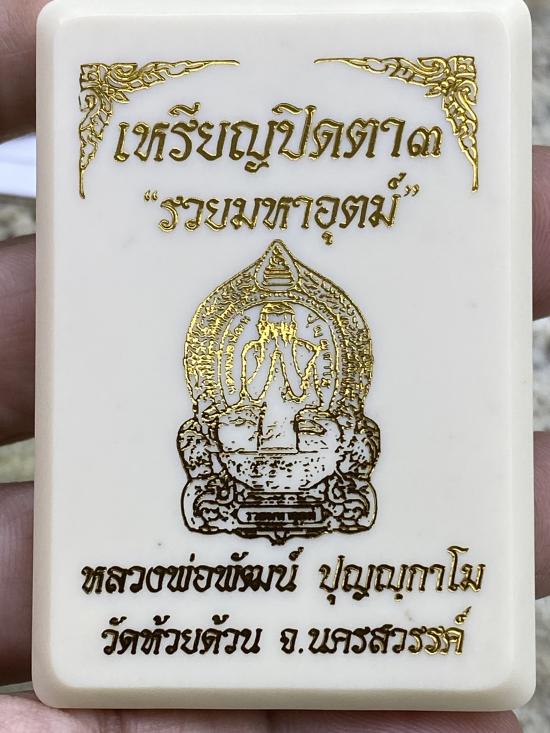 เหรียญปิดตา๓
“รวยมหาอุตม์”
หลวงพ่อพัฒน์ ปุญญกาโม
วัดห้วยด้วน จ.นครสวรรค์